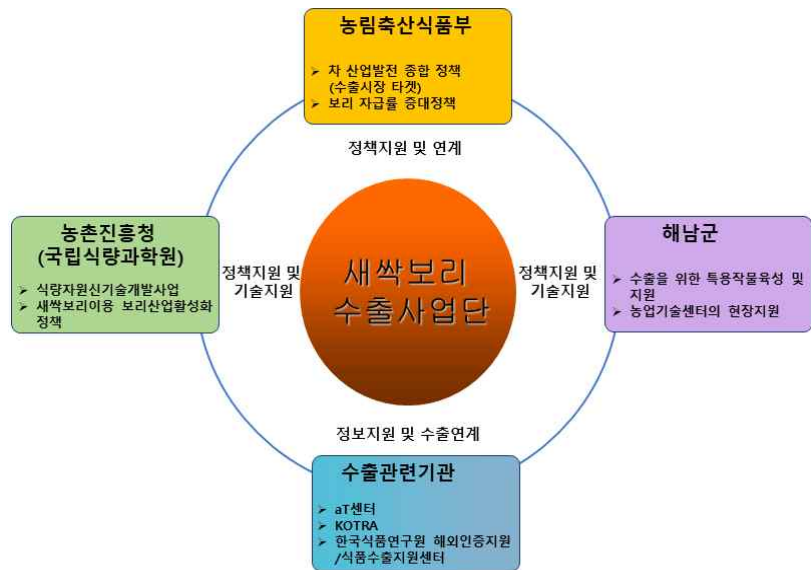 농림축산식품부
➢ 차 산업발전 종합 정책
(수출시장 타겟)
➢ 보리 자급률 증대정책
정책지원 및 연계
농촌진흥청
(국립식량과학원)
➢ 식량자원신기술개발사업
➢ 새싹보리이용 보리산업활성화
정책
정책지원 및
기술지원
새싹보리
수출사업단
정책지원 및
기술지원
해남군
➢ 수출을 위한 특용작물육성 및
지원
➢ 농업기술센터의 현장지원
정보지원 및 수출연계
수출관련기관
➢ aT센터
➢ KOTRA
➢ 한국식품연구원 해외인증지원
/식품수출지원센터